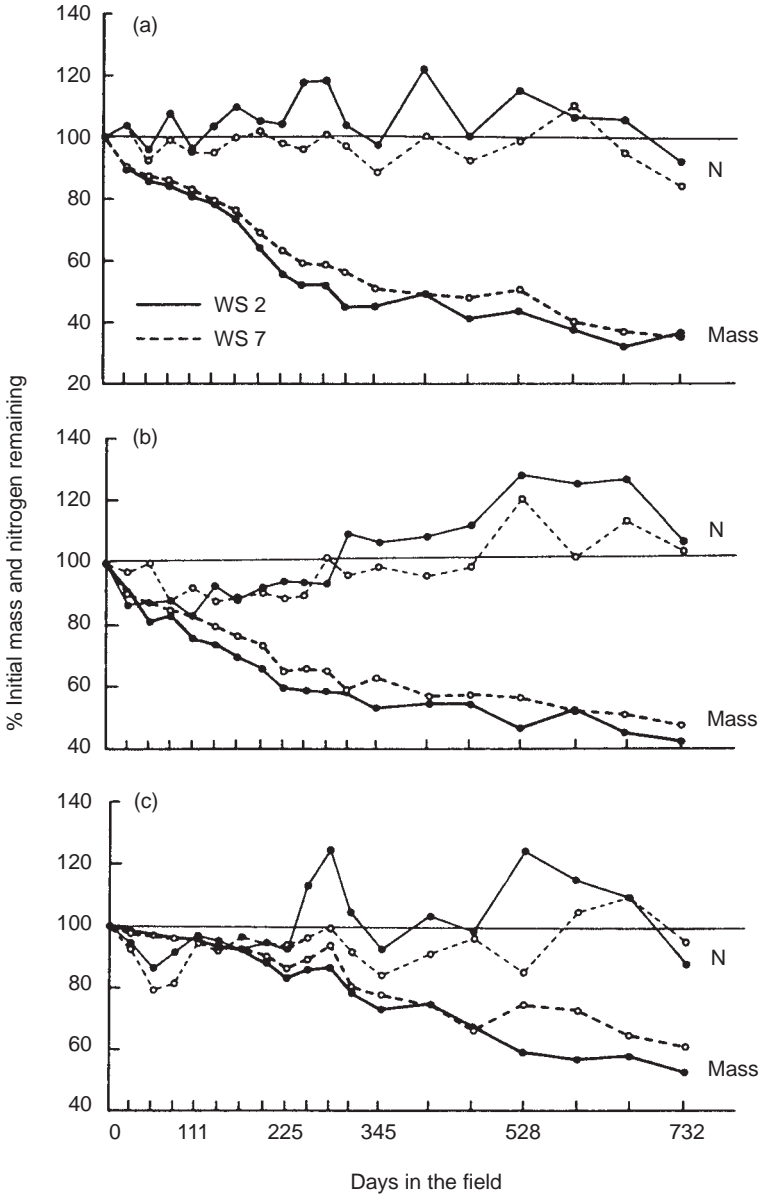 % Initial mass and nitrogen remaining
140
(a)
120
100
N
80
60
WS 2
WS 7
40
Mass
20
140
(b)
120
N
100
80
60
Mass
40
140
(c)
120
100
N
80
60
Mass
40
0 111 225 345 528 732
Days in the field